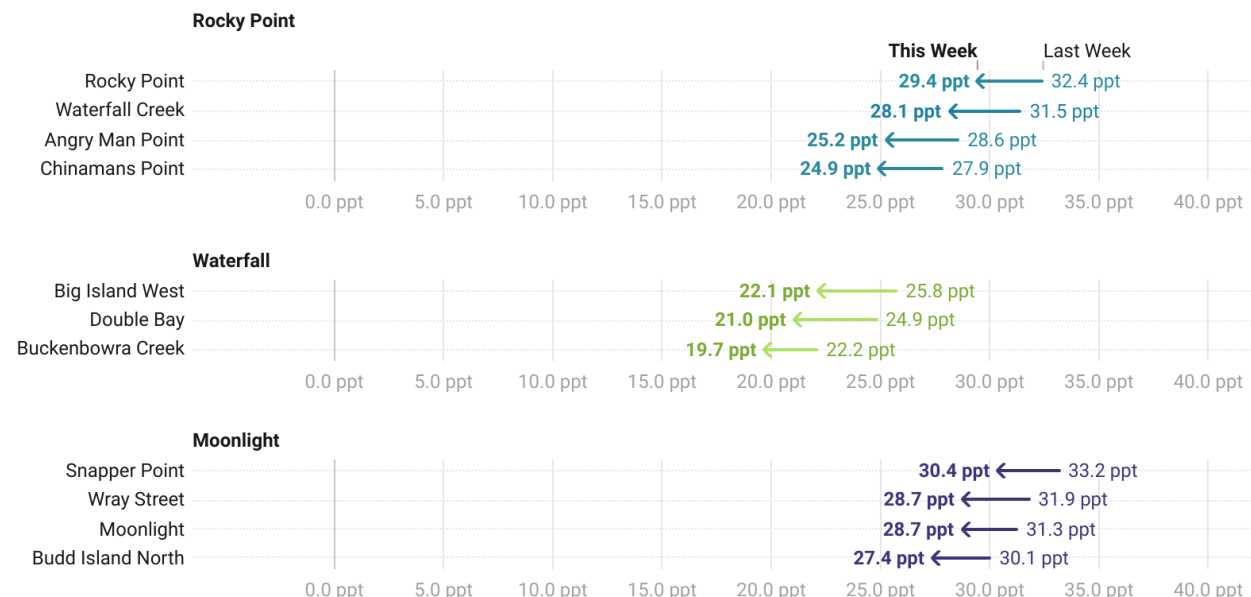 Rocky Point
This Week Last Week
Rocky Point 29.4 ppt 32.4 ppt
Waterfall Creek 28.1 ppt 31.5 ppt
Angry Man Point 25.2 ppt 28.6 ppt
Chinamans Point 24.9 ppt 27.9 ppt
0.0 ppt 5.0 ppt 10.0 ppt 15.0 ppt 20.0 ppt 25.0 ppt 30.0 ppt 35.0 ppt 40.0 ppt
Waterfall
Big Island West 22.1 ppt 25.8 ppt
Double Bay 21.0 ppt 24.9 ppt
Buckenbowra Creek 19.7 ppt 22.2 ppt
0.0 ppt 5.0 ppt 10.0 ppt 15.0 ppt 20.0 ppt 25.0 ppt 30.0 ppt 35.0 ppt 40.0 ppt
Moonlight
Snapper Point 30.4 ppt 33.2 ppt
Wray Street 28.7 ppt 31.9 ppt
Moonlight 28.7 ppt 31.3 ppt
Budd Island North 27.4 ppt 30.1 ppt
0.0 ppt 5.0 ppt 10.0 ppt 15.0 ppt 20.0 ppt 25.0 ppt 30.0 ppt 35.0 ppt 40.0 ppt